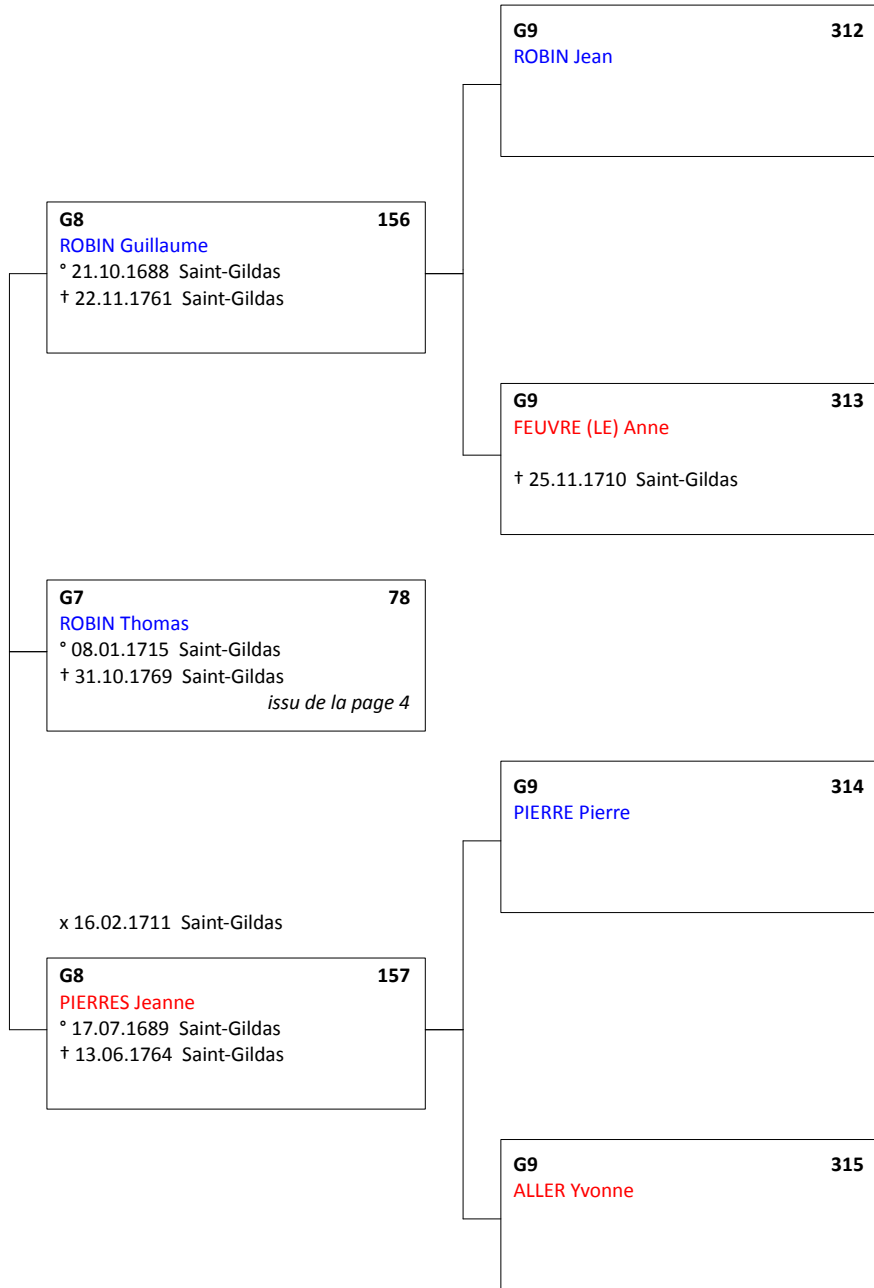 G9 312
ROBIN Jean
G8 156
ROBIN Guillaume
° 21.10.1688 Saint-Gildas
† 22.11.1761 Saint-Gildas
G9 313
FEUVRE (LE) Anne
† 25.11.1710 Saint-Gildas
G7 78
ROBIN Thomas
° 08.01.1715 Saint-Gildas
† 31.10.1769 Saint-Gildas
issu de la page 4
G9 314
PIERRE Pierre
x 16.02.1711 Saint-Gildas
G8 157
PIERRES Jeanne
° 17.07.1689 Saint-Gildas
† 13.06.1764 Saint-Gildas
G9 315
ALLER Yvonne